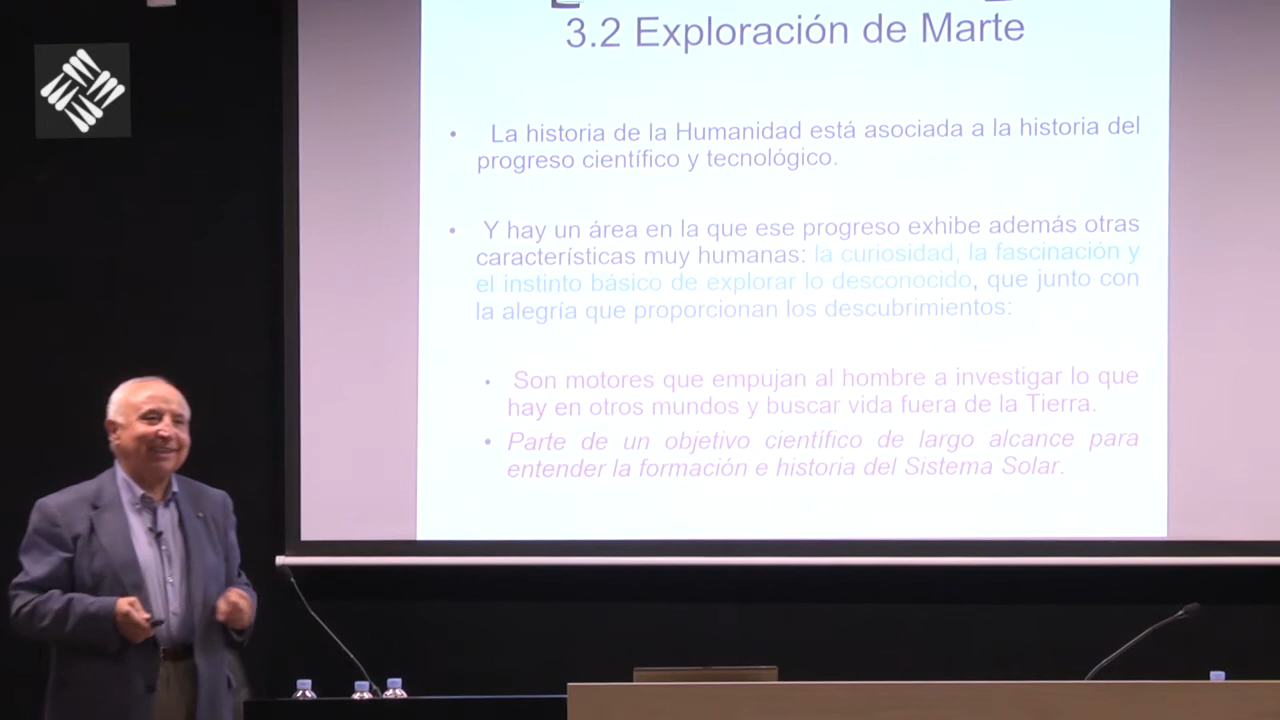 3.2 Exploración de Marte
• La historia de la Humanidad está asociada a la historia del
progreso científico y tecnológico.
• Y hay un área en la que ese progreso exhibe además otras
características muy humanas: la curiosidad, la fascinación y
el instinto básico de explorar lo desconocido, que junto con
la alegría que proporcionan los descubrimientos:
• Son motores que empujan al hombre a investigar lo que
hay en otros mundos y buscar vida fuera de la Tierra.
• Parte de un objetivo científico de largo alcance para
entender la formación e historia del Sistema Solar.